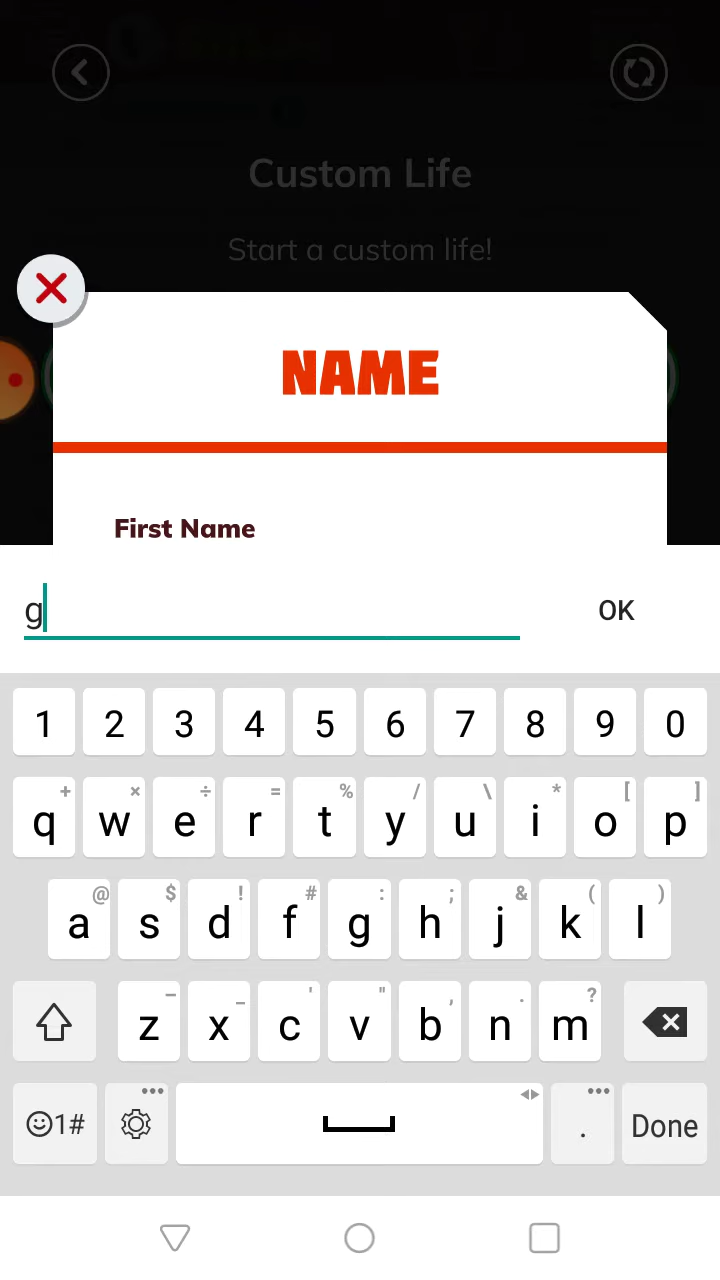 Custom Life
Start a custom life!
NAME
First Name
g
OK
1 2 3 4 5 6 7 8 9 0
+ × ÷ = % / \ * [ ]
q w e r t y u i o p
@ $ ! # : ; & ( )
a s d f g h j k l
– _ ' " , . ?
z x c v b n m
1# . Done